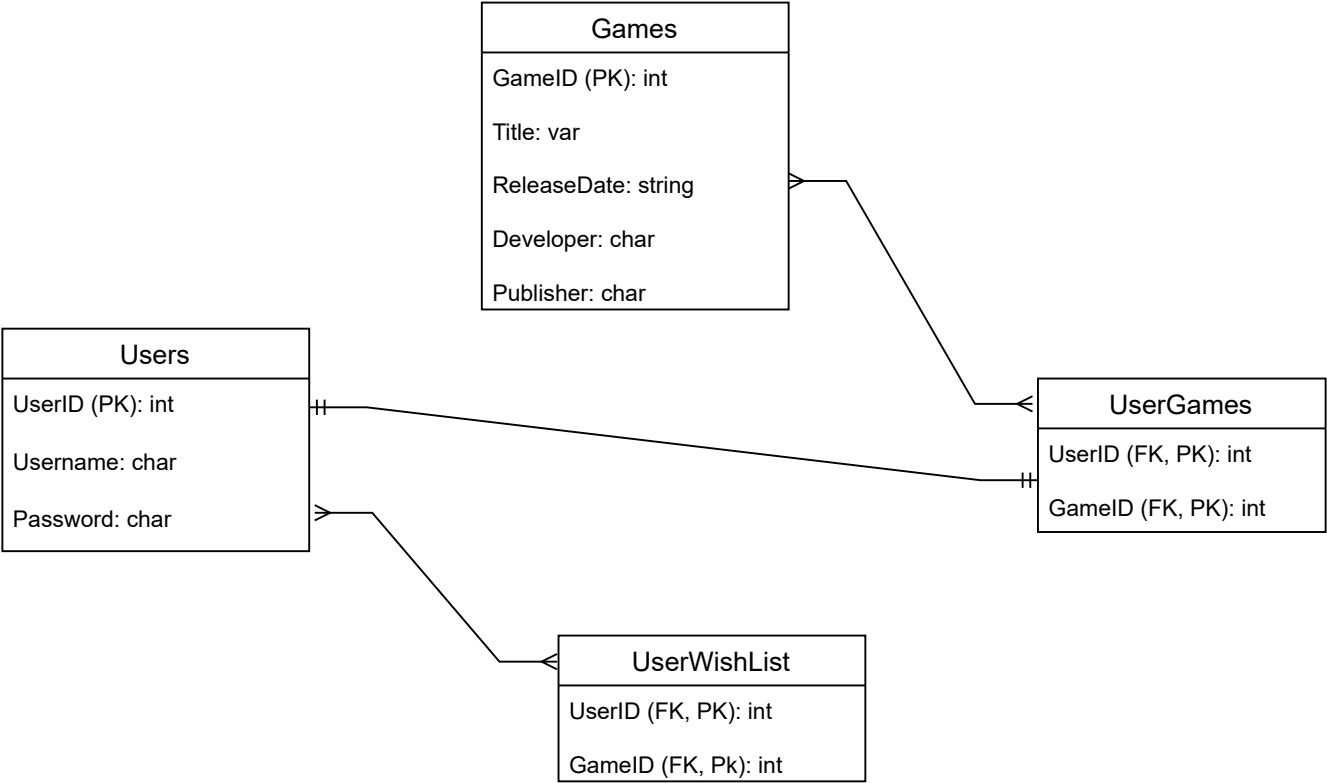 Games
GameID (PK): int
Title: var
ReleaseDate: string
Developer: char
Publisher: char
Users
UserID (PK): int
Username: char
Password: char
UserGames
UserID (FK, PK): int
GameID (FK, PK): int
UserWishList
UserID (FK, PK): int
GameID (FK, Pk): int